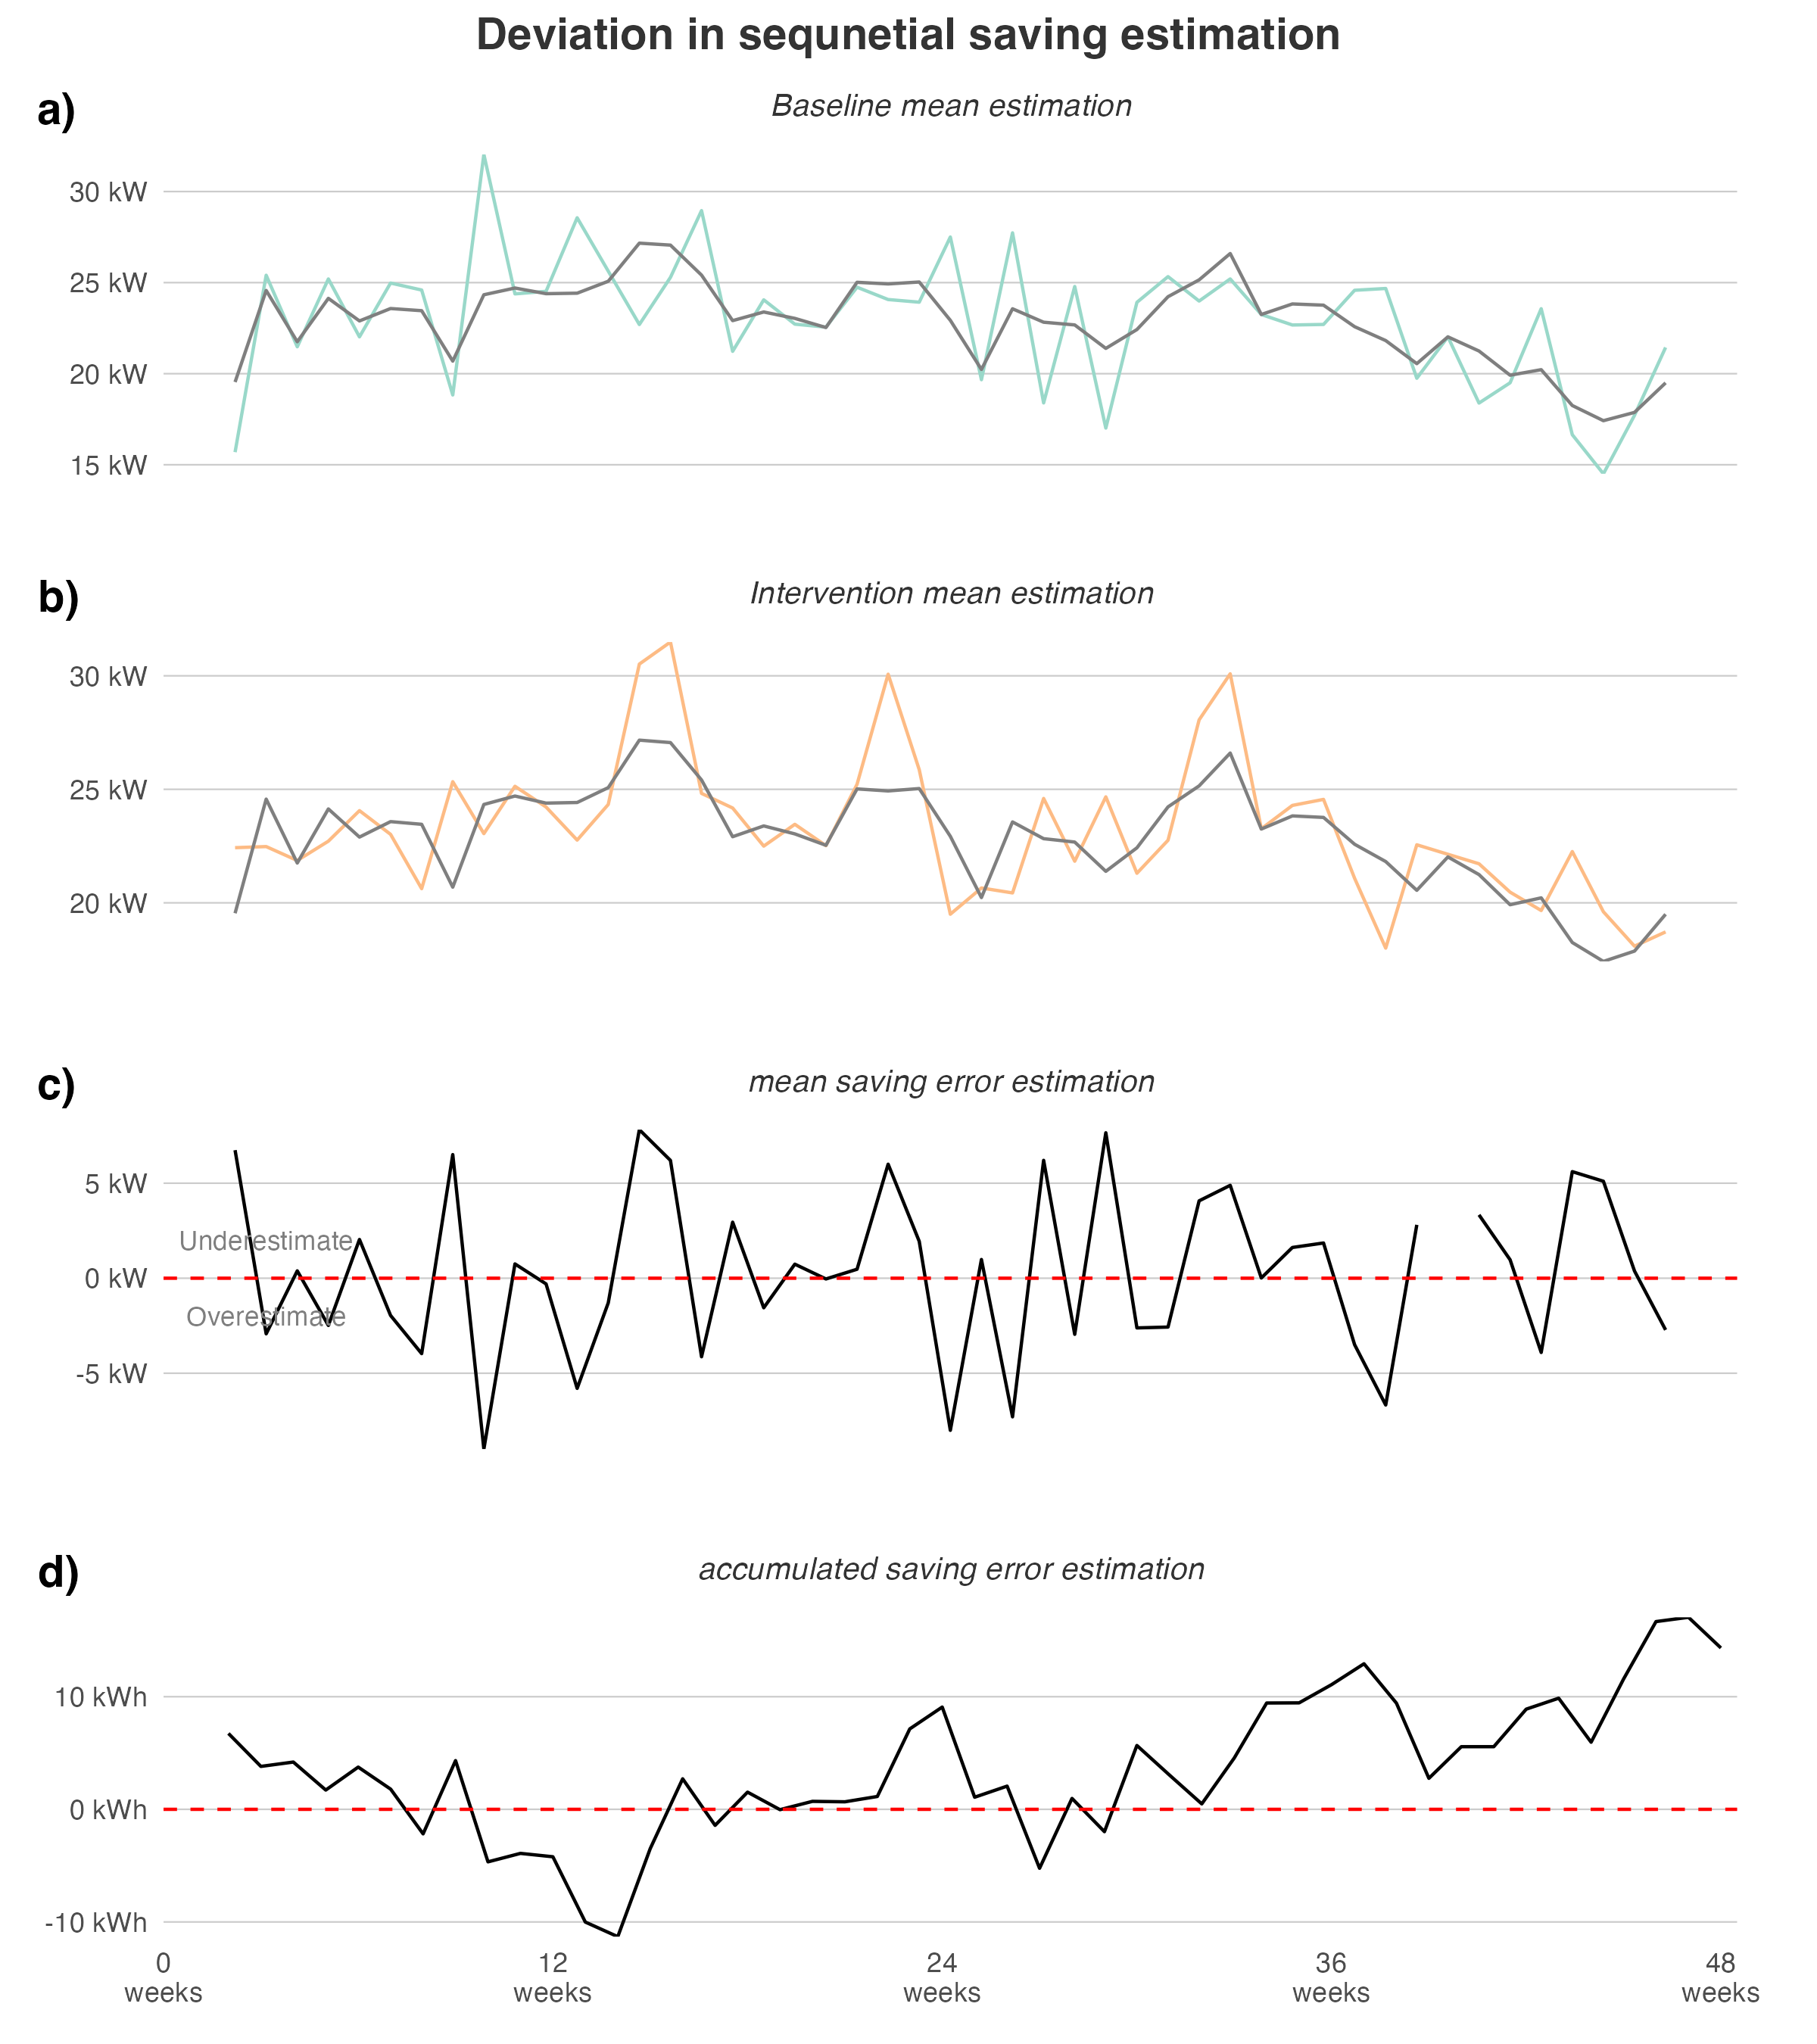 Deviation in sequnetial saving estimation
a)
Baseline mean estimation
30 kW
25 kW
20 kW
15 kW
b)
Intervention mean estimation
30 kW
25 kW
20 kW
c)
mean saving error estimation
5 kW
Underestimate
0 kW
Overestimate
-5 kW
d)
accumulated saving error estimation
10 kWh
0 kWh
-10 kWh
0 12 24 36 48
weeks weeks weeks weeks weeks